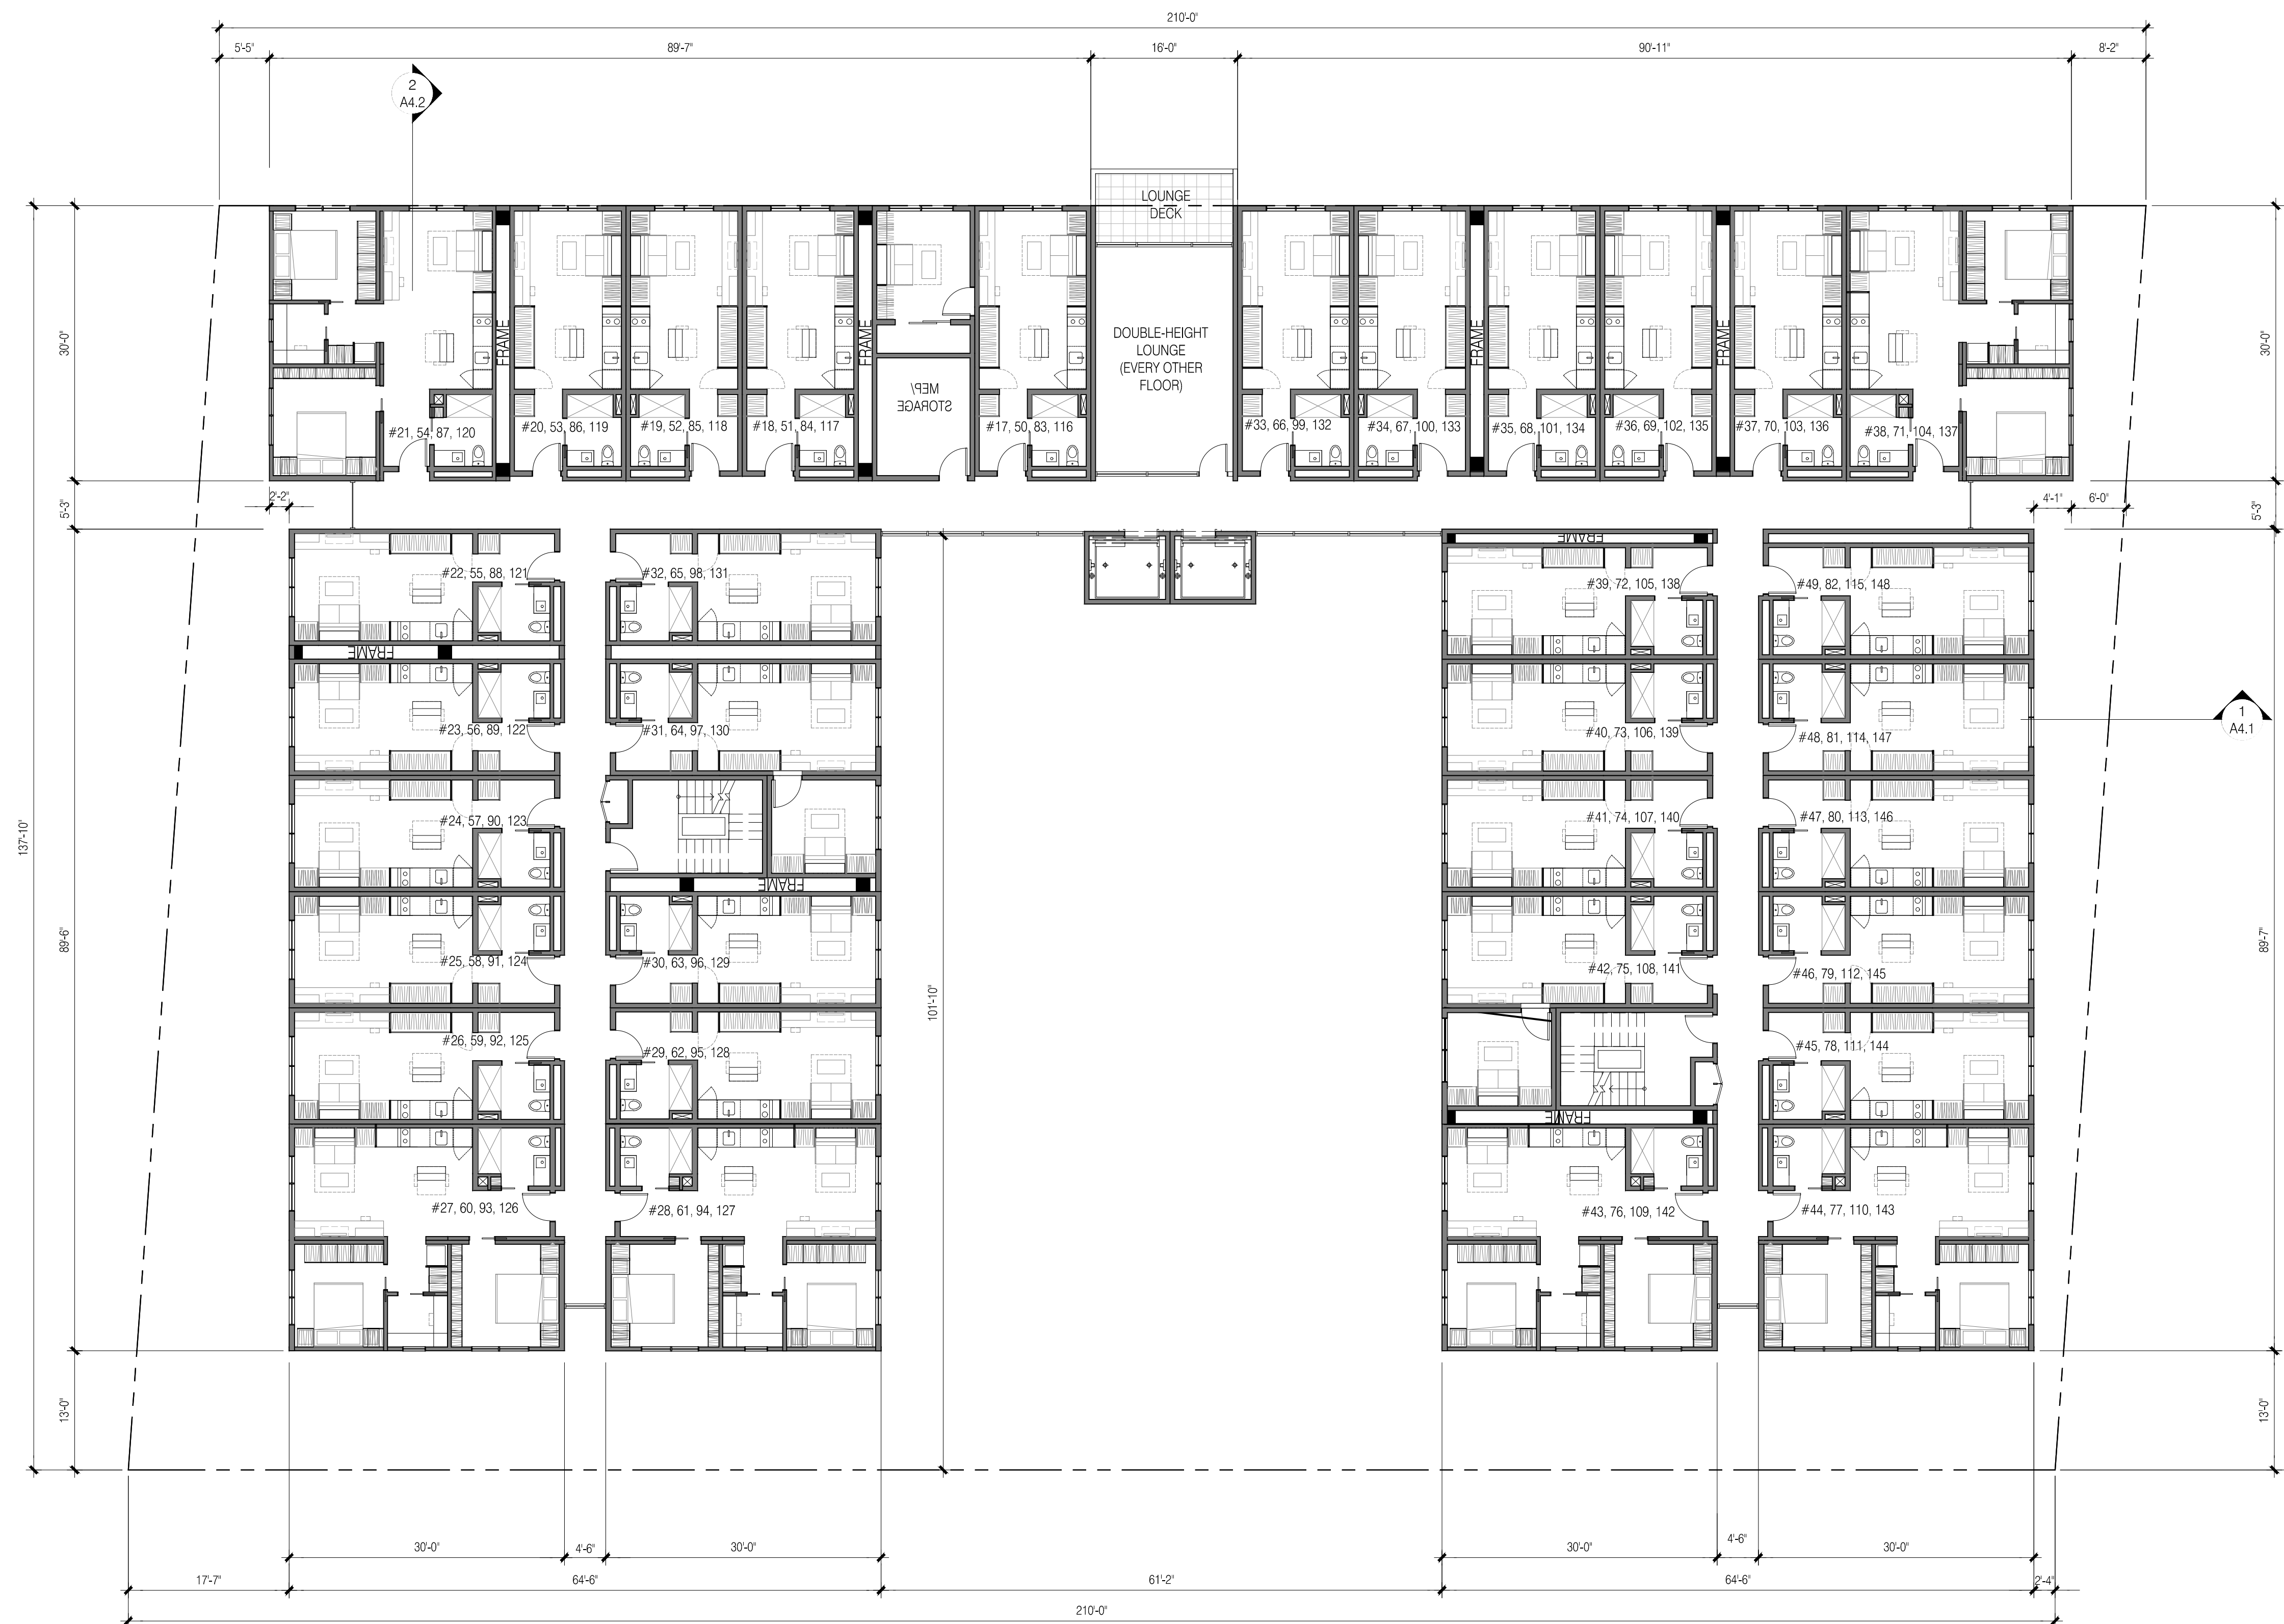 210'-0"
5'-5"
89'-7"
16'-0"
90'-11"
8'-2"
2
A4.2
LOUNGE
DECK
30'-0"
30'-0"
FRAME
FRAME
FRAME
FRAME
DOUBLE-HEIGHT
LOUNGE
(EVERY OTHER
FLOOR)
MEP/
STORAGE
#21, 54, 87, 120
#20, 53, 86, 119
#19, 52, 85, 118
#18, 51, 84, 117
#17, 50, 83, 116
#33, 66, 99, 132
#34, 67, 100, 133
#35, 68, 101, 134
#36, 69, 102, 135
#37, 70, 103, 136
#38, 71, 104, 137
5'-3"
2'-2"
4'-1"
6'-0"
5'-3"
FRAME
#22, 55, 88, 121
#32, 65, 98, 131
#39, 72, 105, 138
#49, 82, 115, 148
FRAME
#23, 56, 89, 122
#31, 64, 97, 130
#40, 73, 106, 139
#48, 81, 114, 147
1
A4.1
137'-10"
#24, 57, 90, 123
#41, 74, 107, 140
#47, 80, 113, 146
FRAME
89'-6"
89'-7"
#25, 58, 91, 124
#30, 63, 96, 129
#42, 75, 108, 141
#46, 79, 112, 145
101'-10"
#26, 59, 92, 125
#29, 62, 95, 128
#45, 78, 111, 144
FRAME
#27, 60, 93, 126
#28, 61, 94, 127
#43, 76, 109, 142
#44, 77, 110, 143
13'-0"
13'-0"
30'-0"
4'-6"
30'-0"
30'-0"
4'-6"
30'-0"
17'-7"
64'-6"
61'-2"
64'-6"
2'-4"
210'-0"